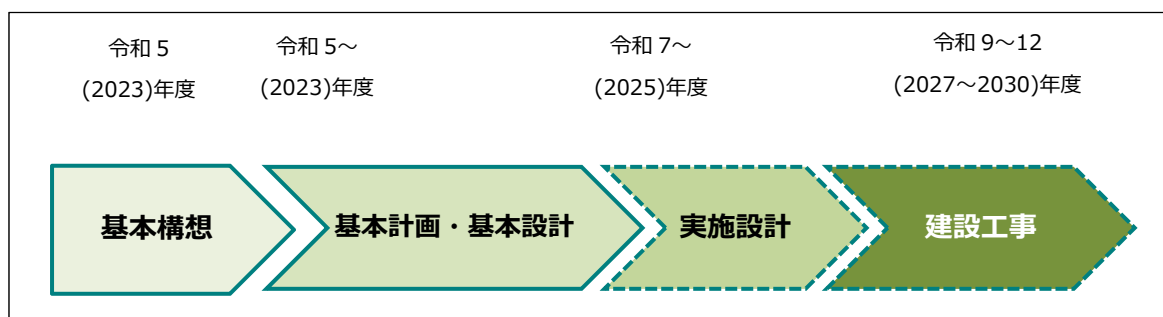 令和5
(2023)年度
令和5～
(2023)年度
令和7～
(2025)年度
令和9～12
(2027～2030)年度
基本構想
基本計画・基本設計
実施設計
建設工事